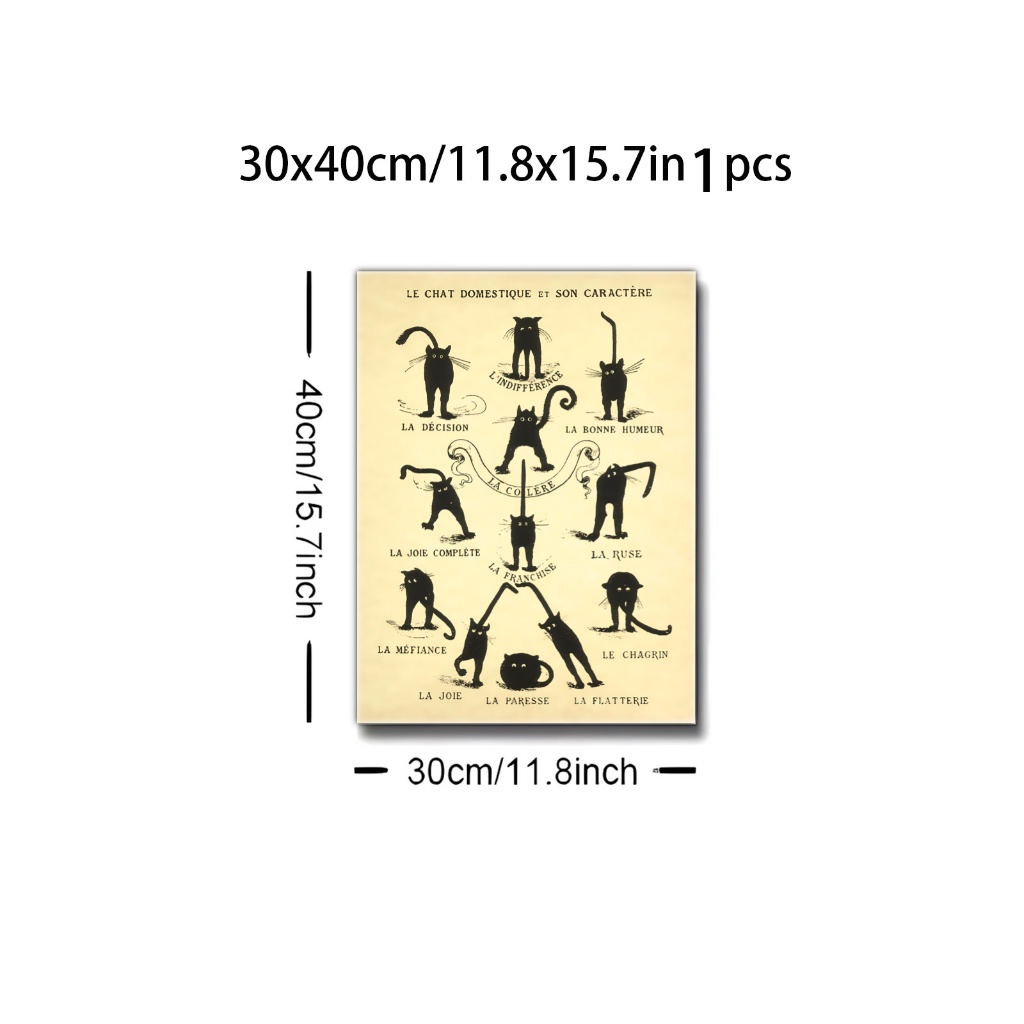 30x40cm/11.8x15.7in 1pcs
LE CHAT DOMESTIQUE ET SON CARACTÈRE
L'INDIFFÉRENCE
LA DÉCISION
LA BONNE HUMEUR
LA COLÈRE
LA JOIE COMPLÈTE
LA RUSE
LA FRANCHISE
LA MÉFIANCE
LE CHAGRIN
LA JOIE
LA PARESSE
LA FLATTERIE
40cm/15.7inch
30cm/11.8inch